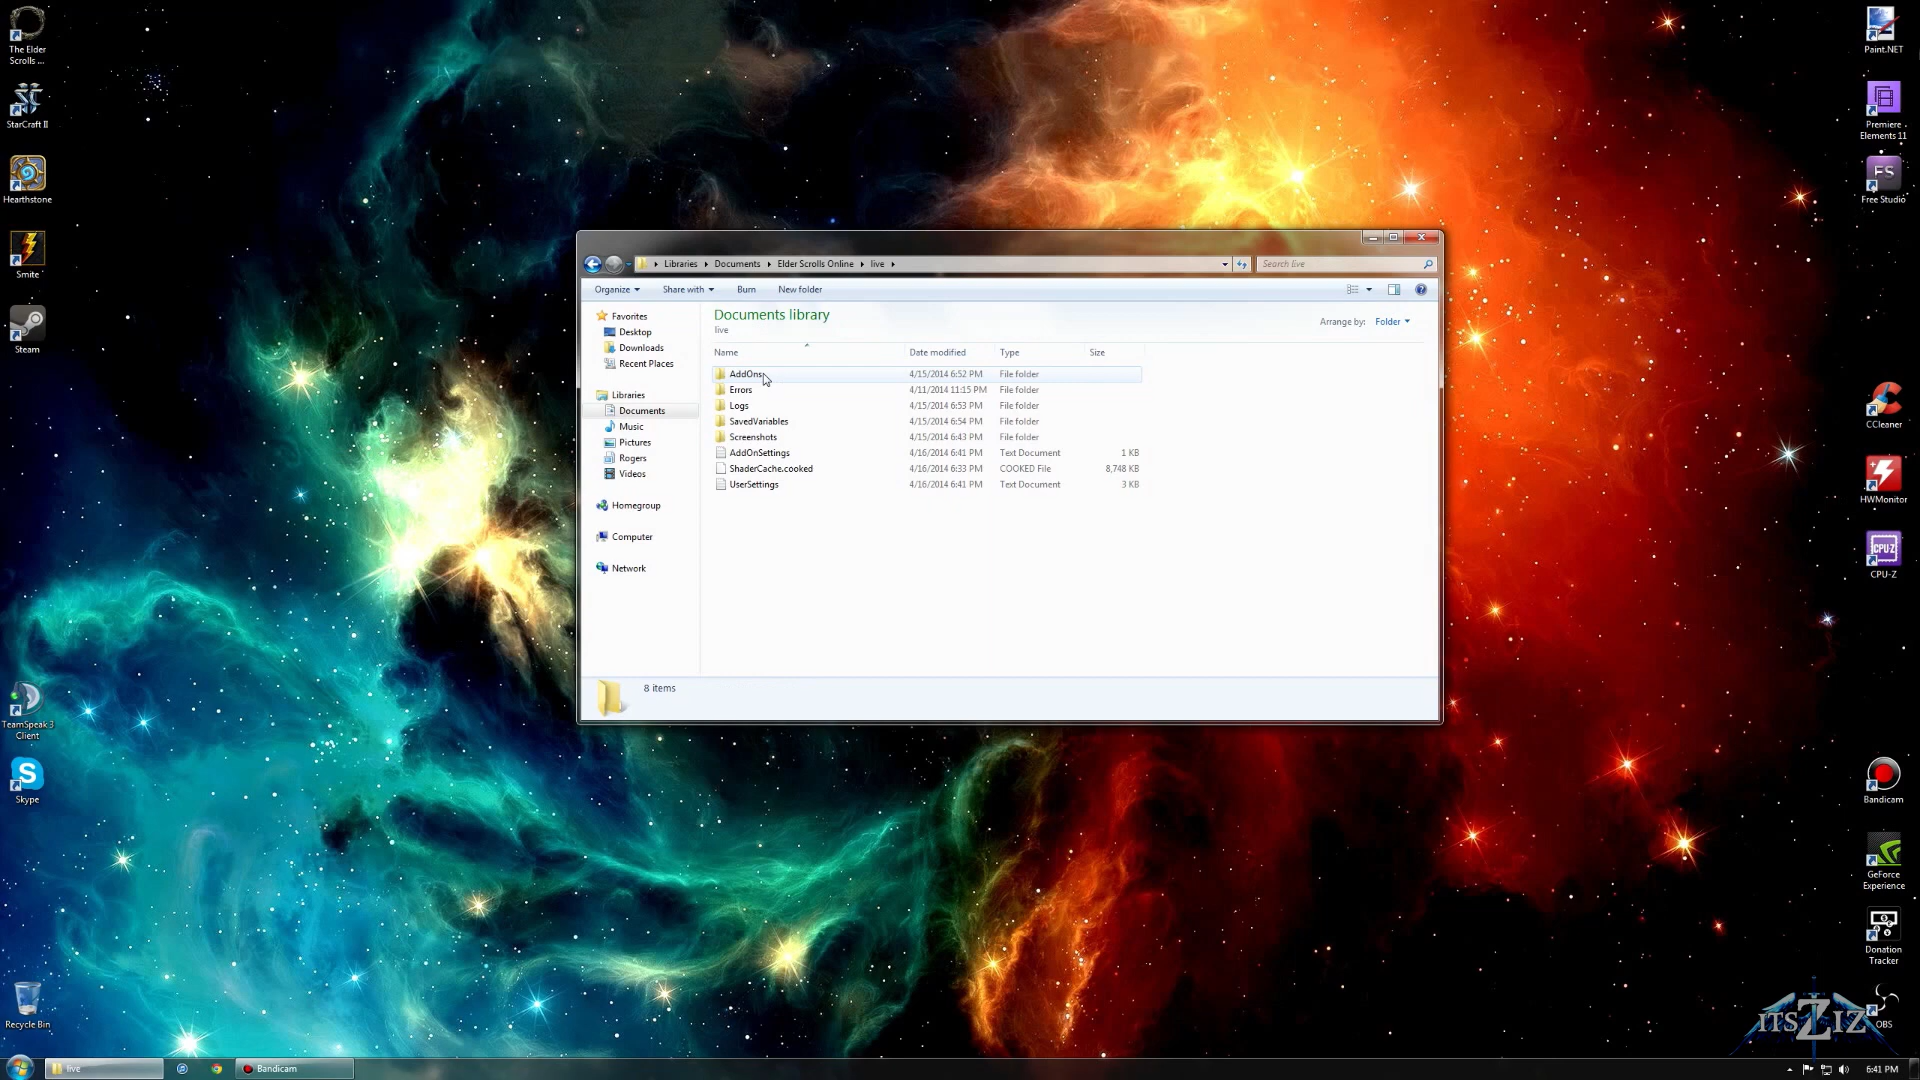 The Elder
Scrolls ...
StarCraft II
Hearthstone
Smite
Steam
TeamSpeak 3
Client
Skype
Recycle Bin
Libraries Documents Elder Scrolls Online live
Search live
Organize Share with Burn New folder
Favorites
Desktop
Downloads
Recent Places
Libraries
Documents
Music
Pictures
Rogers
Videos
Homegroup
Computer
Network
Documents library
live
Arrange by: Folder
Name Date modified Type Size
AddOns 4/15/2014 6:52 PM File folder
Errors 4/11/2014 11:15 PM File folder
Logs 4/15/2014 6:53 PM File folder
SavedVariables 4/15/2014 6:54 PM File folder
Screenshots 4/15/2014 6:43 PM File folder
AddOnSettings 4/16/2014 6:41 PM Text Document 1 KB
ShaderCache.cooked 4/16/2014 6:33 PM COOKED File 8,748 KB
UserSettings 4/16/2014 6:41 PM Text Document 3 KB
8 items
Paint.NET
Premiere
Elements 11
FS
Free Studio
CCleaner
HWMonitor
CPU-Z
CPU-Z
Bandicam
GeForce
Experience
Donation
Tracker
OBS
ITSZIZ
live
Bandicam
6:41 PM